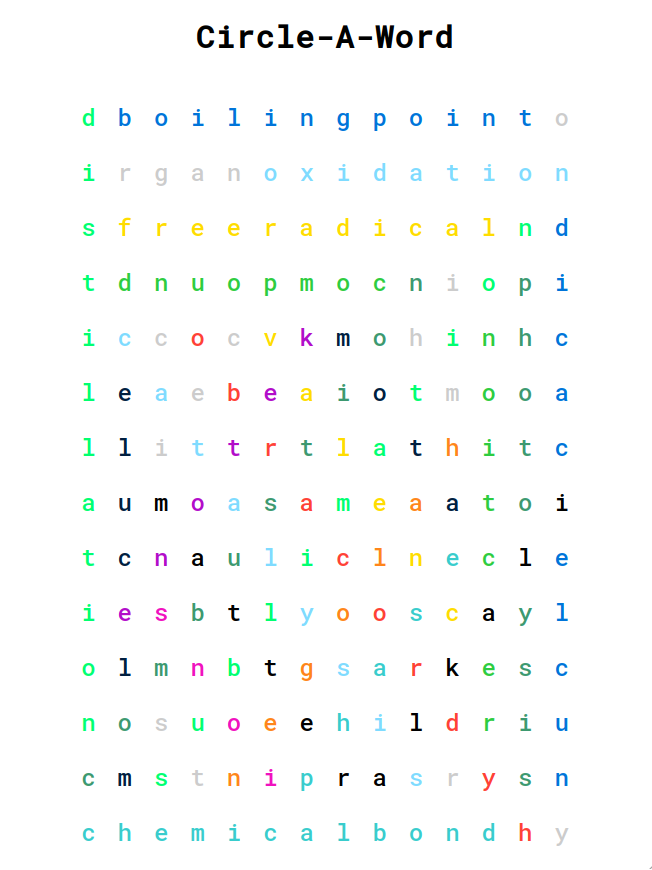 Circle-A-Word
d b o i l i n g p o i n t o
i r g a n o x i d a t i o n
s f r e e r a d i c a l n d
t d n u o p m o c n i o p i
i c c o c v k m o h i n h c
l e a e b e a i o t m o o a
l l i t t r t l a t h i t c
a u m o a s a m e a a t o i
t c n a u l i c l n e c l e
i e s b t l y o o s c a y l
o l m n b t g s a r k e s c
n o s u o e e h i l d r i u
c m s t n i p r a s r y s n
c h e m i c a l b o n d h y